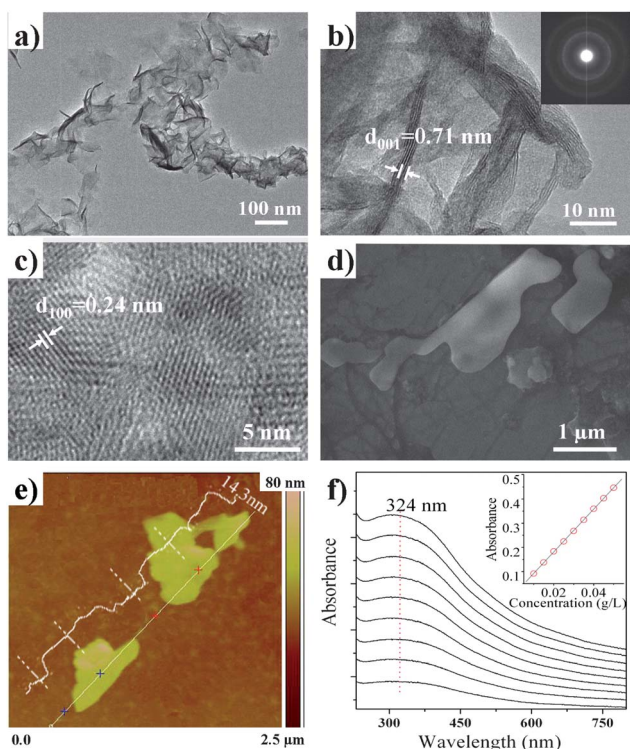 a)
100 nm
b)
d001=0.71 nm
10 nm
c)
d100=0.24 nm
5 nm
d)
1 μm
e)
80 nm
14.3nm
0.0
2.5 μm
f)
324 nm
Absorbance
300
450
600
750
Wavelength (nm)
Absorbance
0.5
0.4
0.3
0.2
0.1
0.02
0.04
Concentration (g/L)